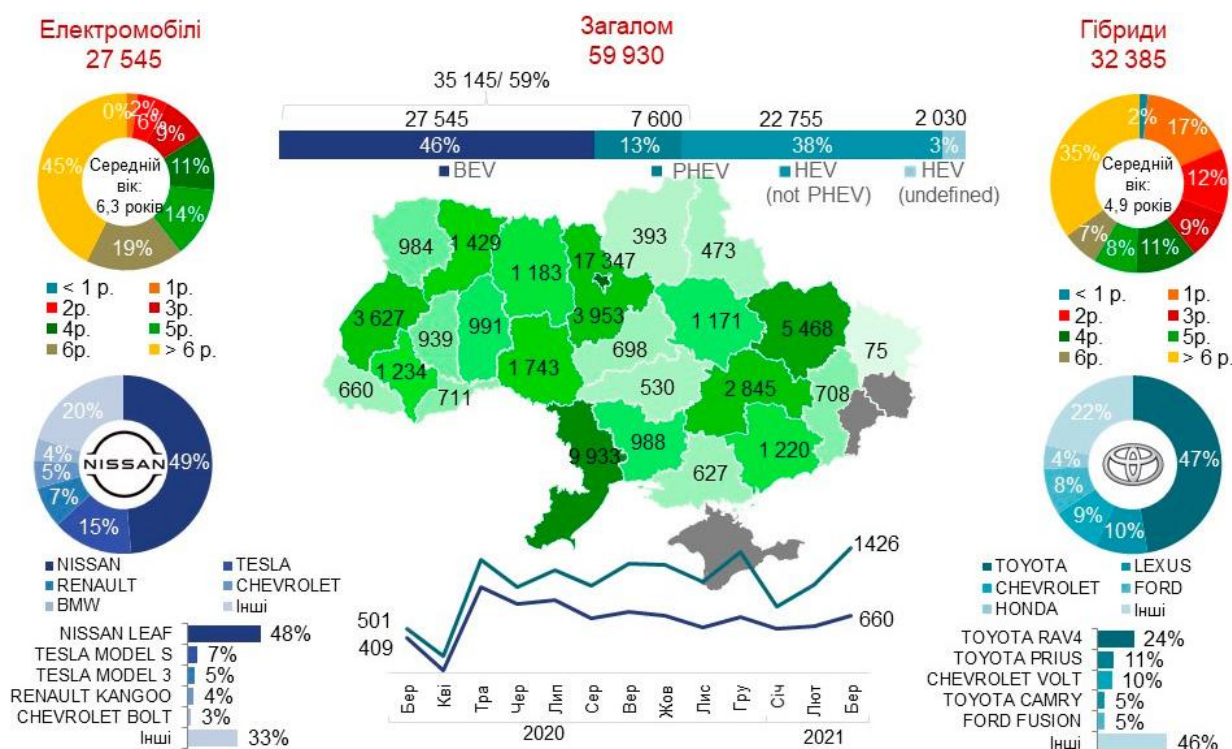 Електромобілі
27 545
0%
2%
6%
9%
11%
14%
19%
45%
Середній
вік:
6,3 років
< 1 р.
1р.
2р.
3р.
4р.
5р.
6р.
> 6 р.
20%
4%
5%
7%
15%
49%
NISSAN
NISSAN
TESLA
RENAULT
CHEVROLET
BMW
Інші
NISSAN LEAF 48%
TESLA MODEL S 7%
TESLA MODEL 3 5%
RENAULT KANGOO 4%
CHEVROLET BOLT 3%
Інші 33%
Загалом
59 930
35 145/ 59%
27 545 7 600 22 755 2 030
46% 13% 38% 3%
BEV PHEV HEV HEV
(not PHEV) (undefined)
984
1 429
1 183
17 347
393
473
3 627
939
991
3 953
1 171
5 468
75
1 234
1 743
698
660
711
530
2 845
708
9 933
988
627
1 220
501
409
1426
660
Бер
Кві
Тра
Чер
Лип
Сер
Вер
Жов
Лис
Гру
Січ
Лют
Бер
2020 2021
Гібриди
32 385
2%
17%
12%
9%
11%
8%
7%
35%
Середній
вік:
4,9 років
< 1 р.
1р.
2р.
3р.
4р.
5р.
6р.
> 6 р.
22%
4%
8%
9%
10%
47%
TOYOTA
LEXUS
CHEVROLET
FORD
HONDA
Інші
TOYOTA RAV4 24%
TOYOTA PRIUS 11%
CHEVROLET VOLT 10%
TOYOTA CAMRY 5%
FORD FUSION 5%
Інші 46%